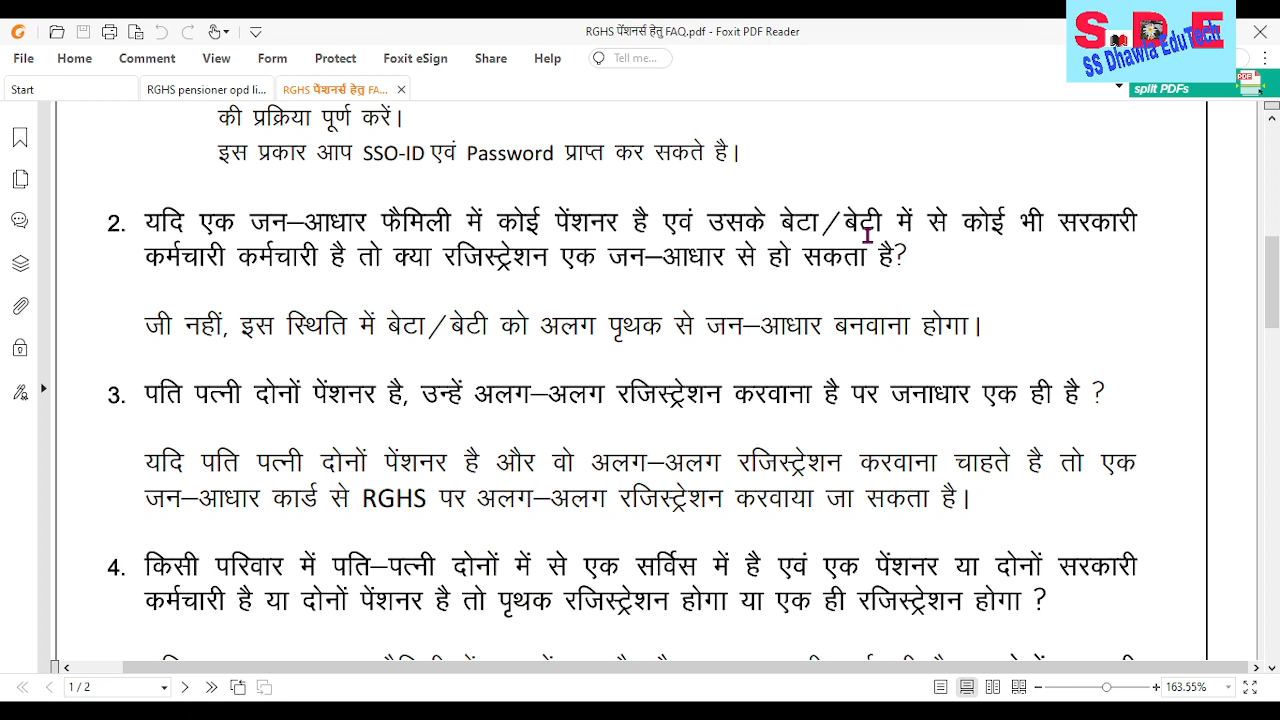 RGHS पेंशनर्स हेतु FAQ.pdf - Foxit PDF Reader
S.D.E
SS Dhawla EduTech
File Home Comment View Form Protect Foxit eSign Share Help Tell me...
Start RGHS pensioner opd li... RGHS पेंशनर्स हेतु FA...
split PDFs
PDF
की प्रक्रिया पूर्ण करें।
इस प्रकार आप SSO-ID एवं Password प्राप्त कर सकते है।
2. यदि एक जन–आधार फैमिली में कोई पेंशनर है एवं उसके बेटा/बेटी में से कोई भी सरकारी
कर्मचारी कर्मचारी है तो क्या रजिस्ट्रेशन एक जन–आधार से हो सकता है?
जी नहीं, इस स्थिति में बेटा/बेटी को अलग पृथक से जन–आधार बनवाना होगा।
3. पति पत्नी दोनों पेंशनर है, उन्हें अलग–अलग रजिस्ट्रेशन करवाना है पर जनाधार एक ही है ?
यदि पति पत्नी दोनों पेंशनर है और वो अलग–अलग रजिस्ट्रेशन करवाना चाहते है तो एक
जन–आधार कार्ड से RGHS पर अलग–अलग रजिस्ट्रेशन करवाया जा सकता है।
4. किसी परिवार में पति–पत्नी दोनों में से एक सर्विस में है एवं एक पेंशनर या दोनों सरकारी
कर्मचारी है या दोनों पेंशनर है तो पृथक रजिस्ट्रेशन होगा या एक ही रजिस्ट्रेशन होगा ?
1 / 2 163.55%